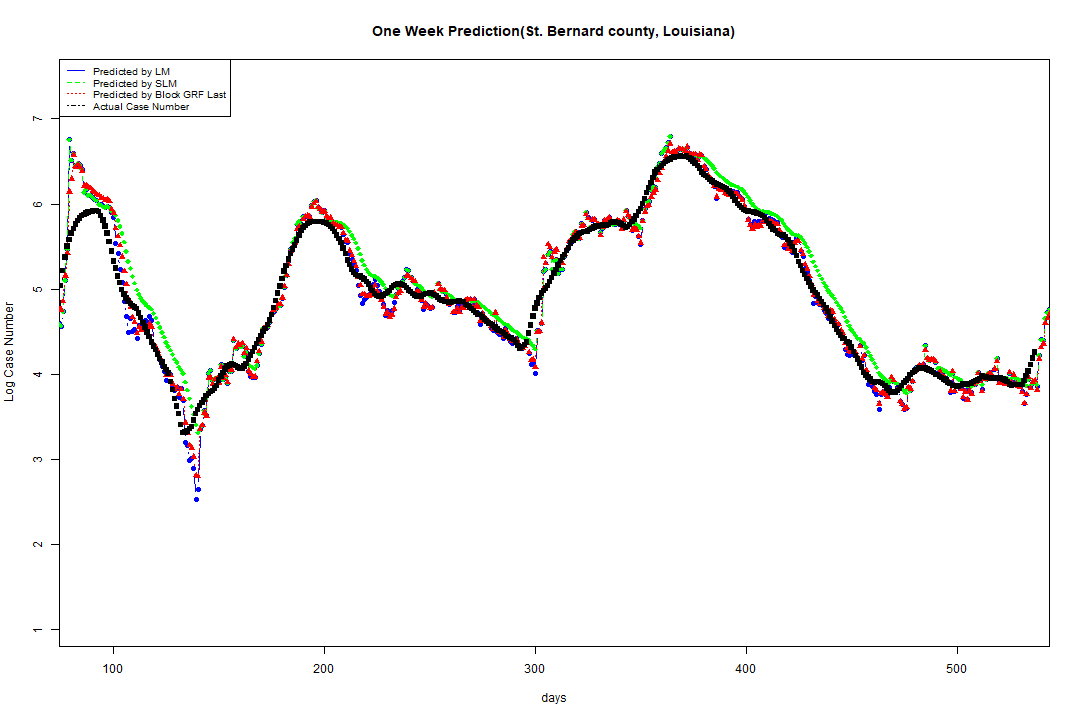 One Week Prediction(St. Bernard county, Louisiana)
Predicted by LM
Predicted by SLM
Predicted by Block GRF Last
Actual Case Number
7
6
5
4
3
2
1
Log Case Number
100 200 300 400 500
days